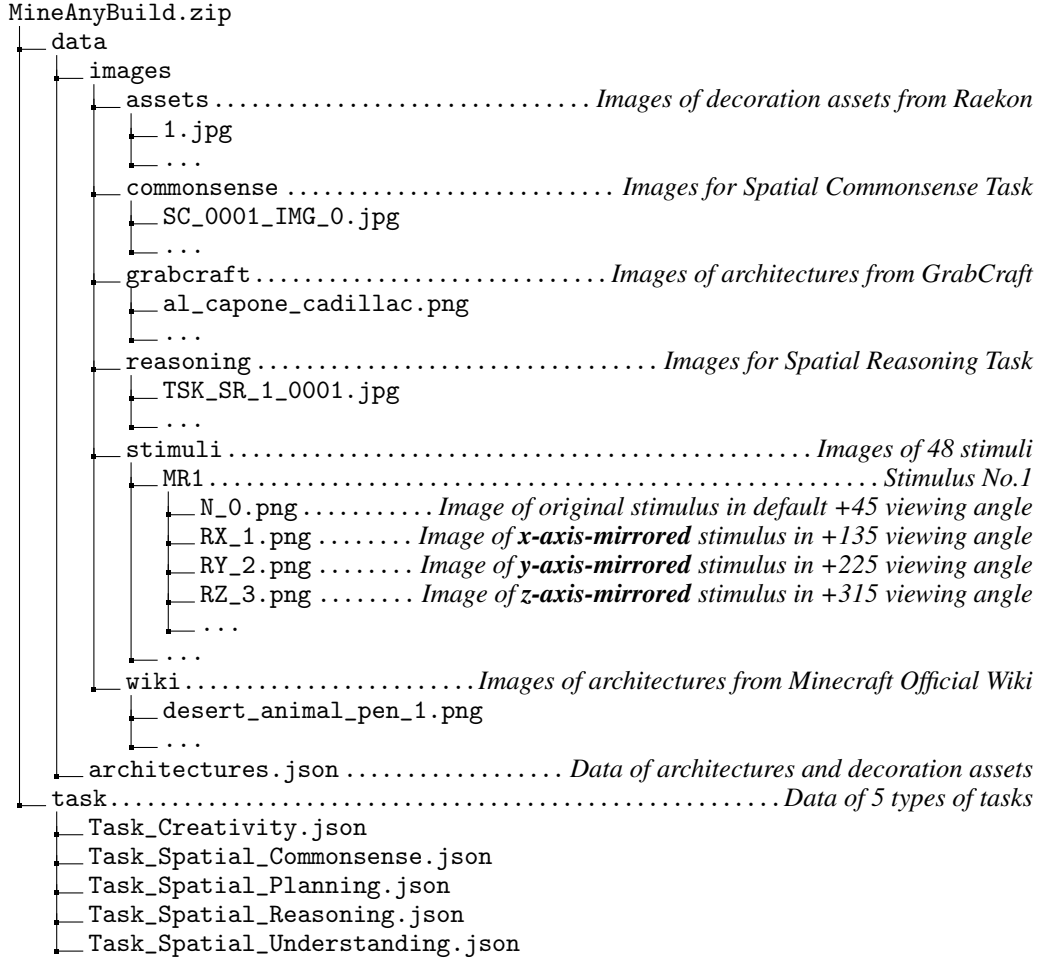 MineAnyBuild.zip
data
images
assets ............................... Images of decoration assets from Raekon
1.jpg
...
commonsense ........................... Images for Spatial Commonsense Task
SC_0001_IMG_0.jpg
...
grabcraft ............................. Images of architectures from GrabCraft
al_capone_cadillac.png
...
reasoning ................................. Images for Spatial Reasoning Task
TSK_SR_1_0001.jpg
...
stimuli ................................................ Images of 48 stimuli
MR1 ....................................................... Stimulus No.1
N_0.png ........... Image of original stimulus in default +45 viewing angle
RX_1.png ........ Image of x-axis-mirrored stimulus in +135 viewing angle
RY_2.png ........ Image of y-axis-mirrored stimulus in +225 viewing angle
RZ_3.png ........ Image of z-axis-mirrored stimulus in +315 viewing angle
...
...
wiki ........................ Images of architectures from Minecraft Official Wiki
desert_animal_pen_1.png
...
architectures.json .................. Data of architectures and decoration assets
task ....................................................... Data of 5 types of tasks
Task_Creativity.json
Task_Spatial_Commonsense.json
Task_Spatial_Planning.json
Task_Spatial_Reasoning.json
Task_Spatial_Understanding.json